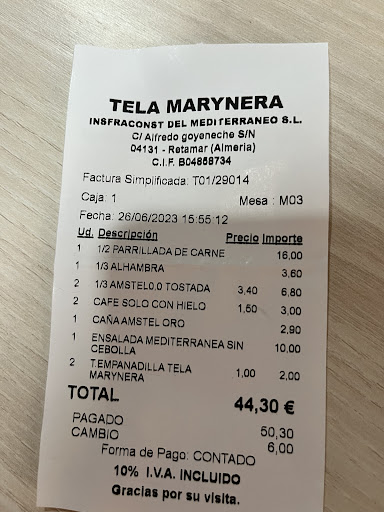 TELA MARYNERA
INSFRACONST DEL MEDITERRANEO S.L.
C/ Alfredo goyeneche S/N
04131 - Retamar (Almeria)
C.I.F. B04859734
Factura Simplificada: T01/29014
Caja: 1 Mesa : M03
Fecha: 26/06/2023 15:55:12
Ud. Descripción Precio Importe
1 1/2 PARRILLADA DE CARNE 16,00
1 1/3 ALHAMBRA 3,60
2 1/3 AMSTEL0,0 TOSTADA 3,40 6,80
2 CAFE SOLO CON HIELO 1,50 3,00
1 CAÑA AMSTEL ORO 2,90
1 ENSALADA MEDITERRANEA SIN 10,00
CEBOLLA
2 T.EMPANADILLA TELA 1,00 2,00
MARYNERA
TOTAL 44,30 €
PAGADO 50,30
CAMBIO 6,00
Forma de Pago: CONTADO
10% I.V.A. INCLUIDO
Gracias por su visita.